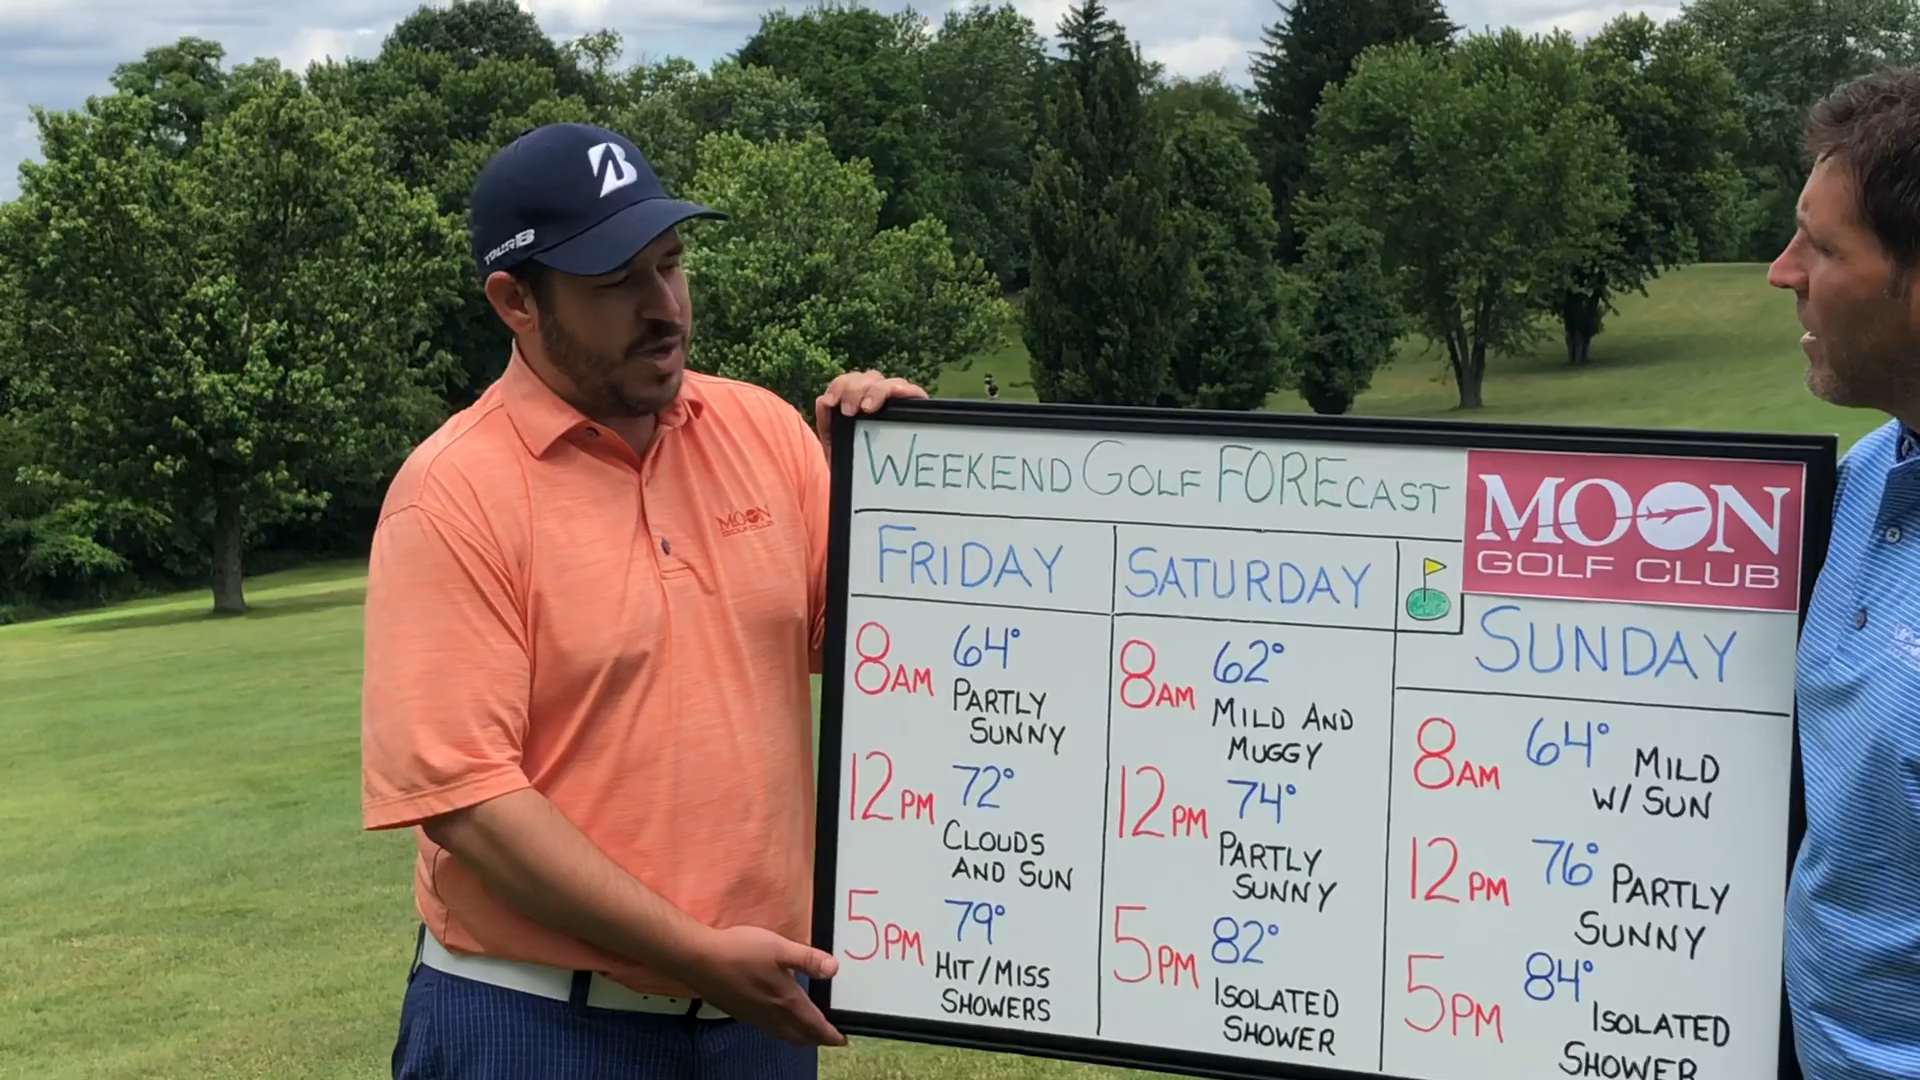 B
TOUR B
MOON
GOLF CLUB
WEEKEND GOLF FORECAST
MOON
GOLF CLUB
FRIDAY
8AM 64°
PARTLY
SUNNY
12PM 72°
CLOUDS
AND SUN
5PM 79°
HIT/MISS
SHOWERS
SATURDAY
8AM 62°
MILD AND
MUGGY
12PM 74°
PARTLY
SUNNY
5PM 82°
ISOLATED
SHOWER
SUNDAY
8AM 64° MILD
W/ SUN
12PM 76° PARTLY
SUNNY
5PM 84° ISOLATED
SHOWER